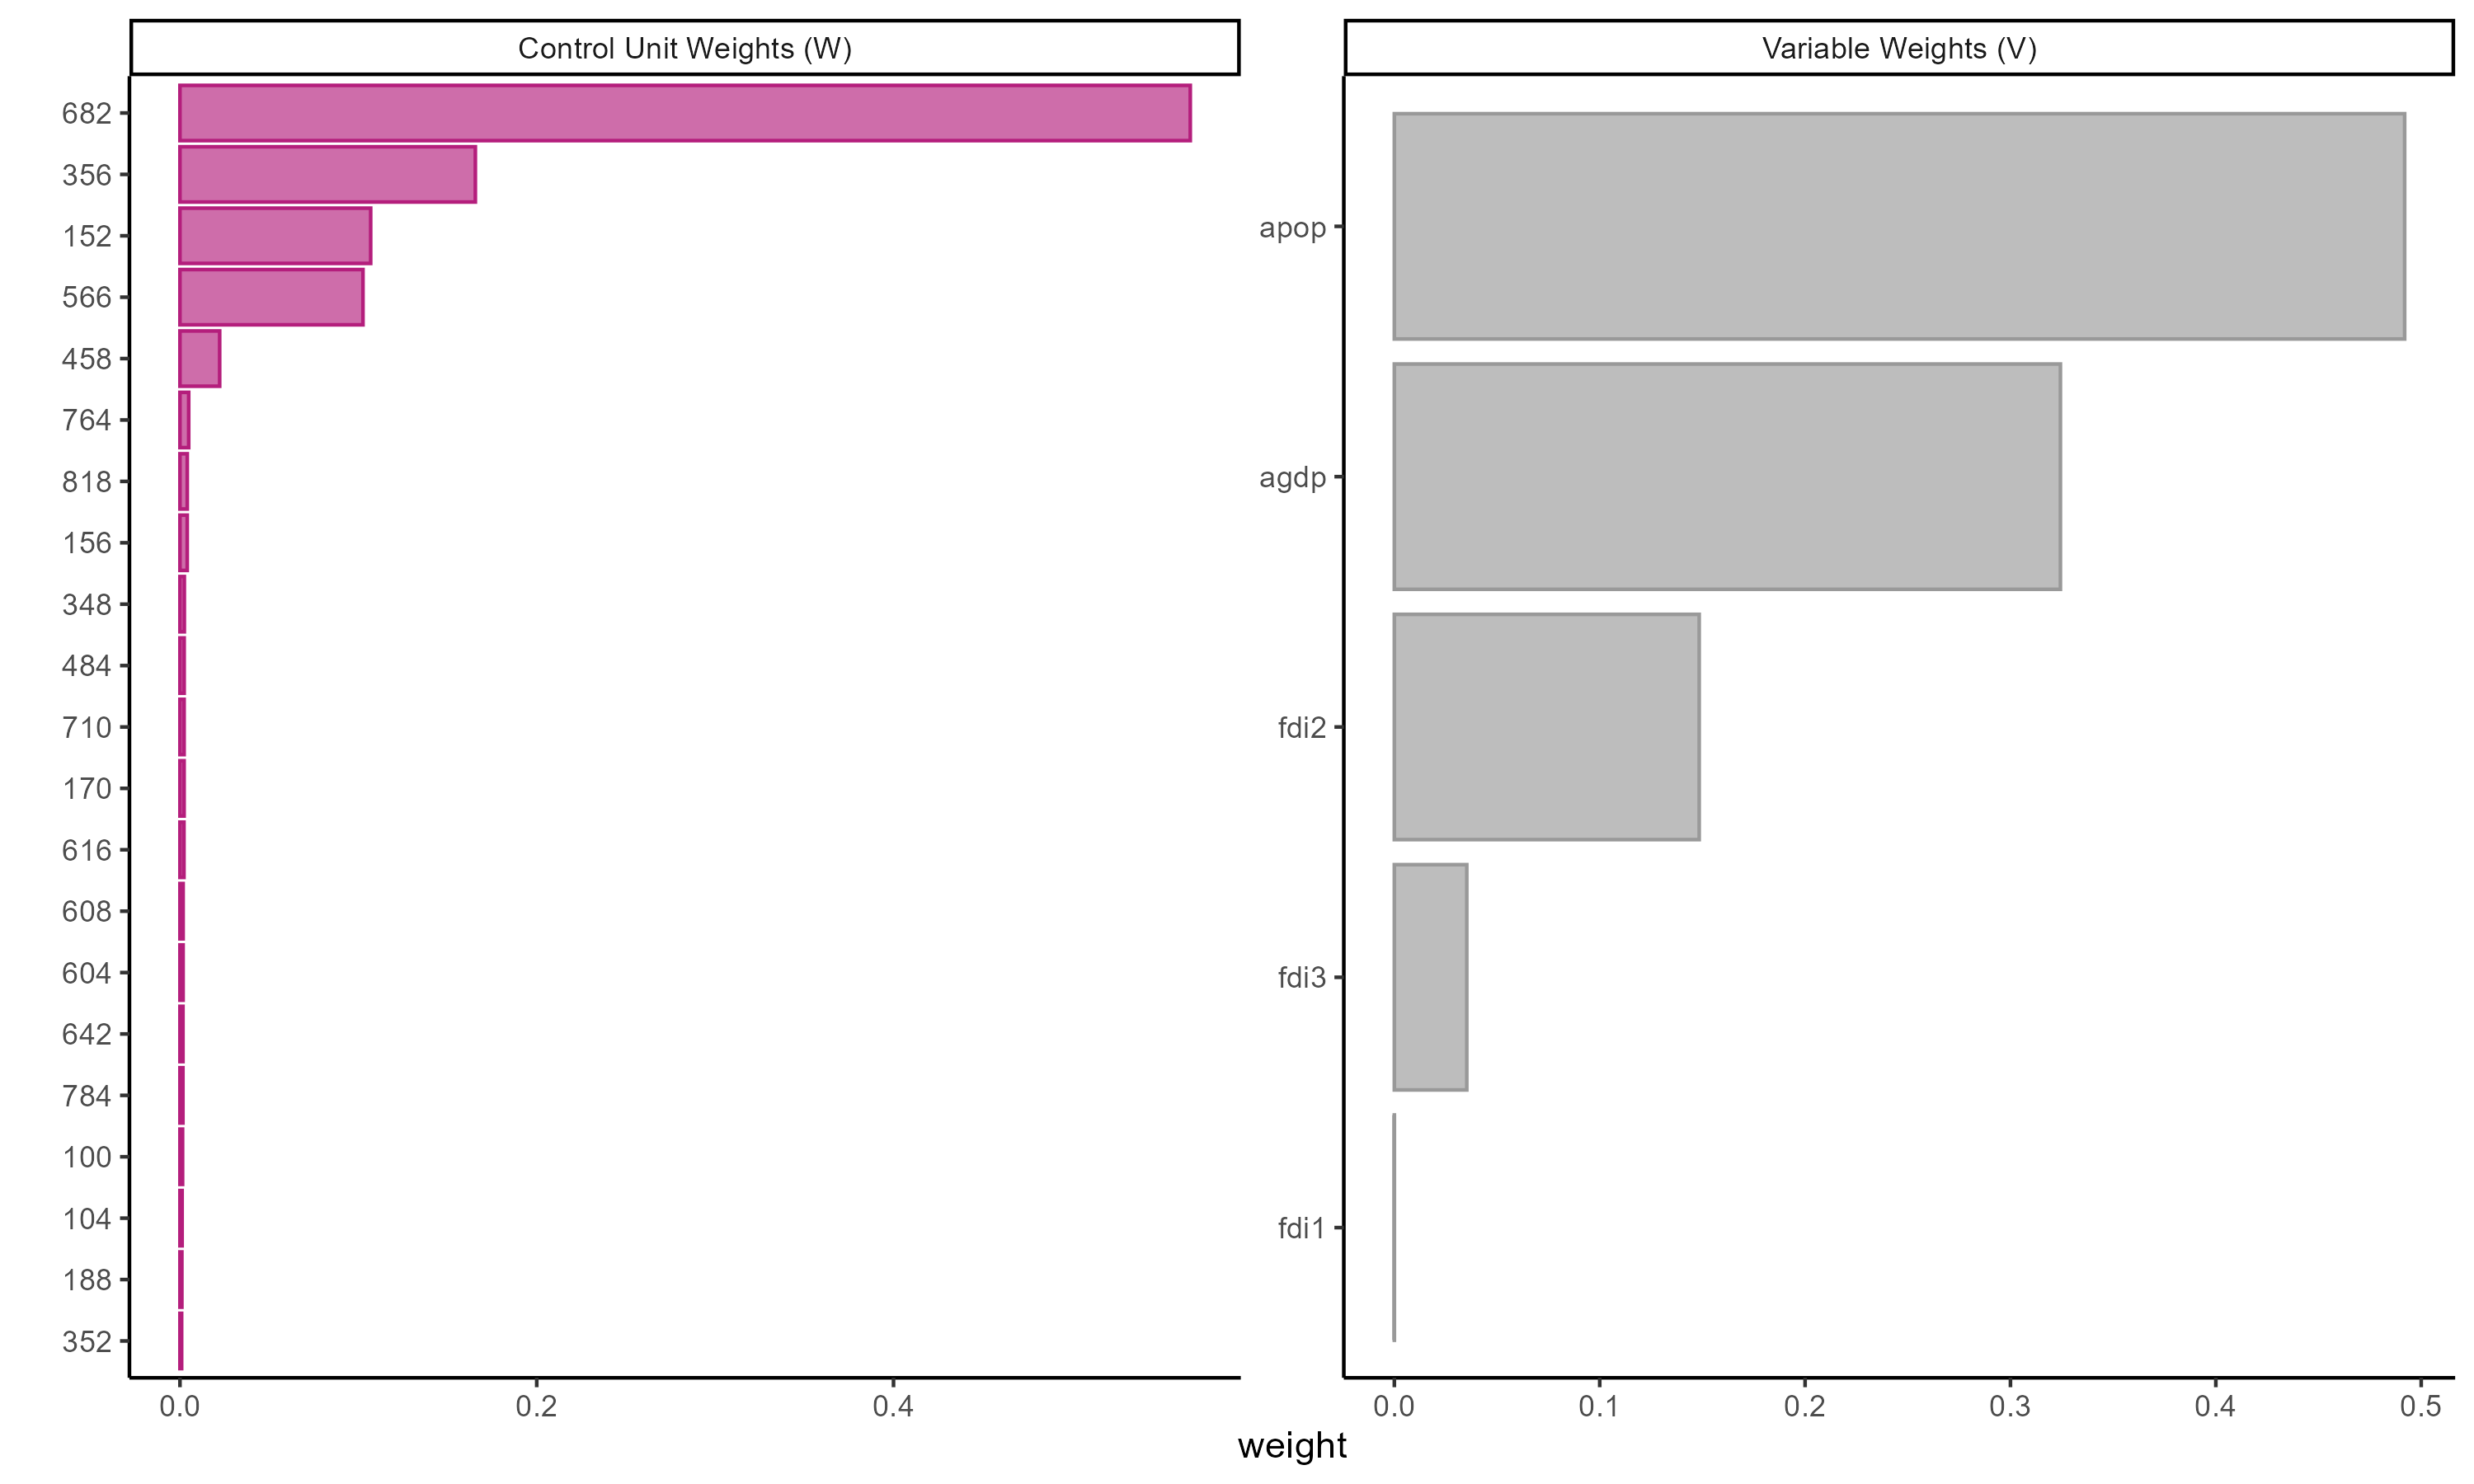 Control Unit Weights (W)
682
356
152
566
458
764
818
156
348
484
710
170
616
608
604
642
784
100
104
188
352
0.0 0.2 0.4
Variable Weights (V)
apop
agdp
fdi2
fdi3
fdi1
0.0 0.1 0.2 0.3 0.4 0.5
weight